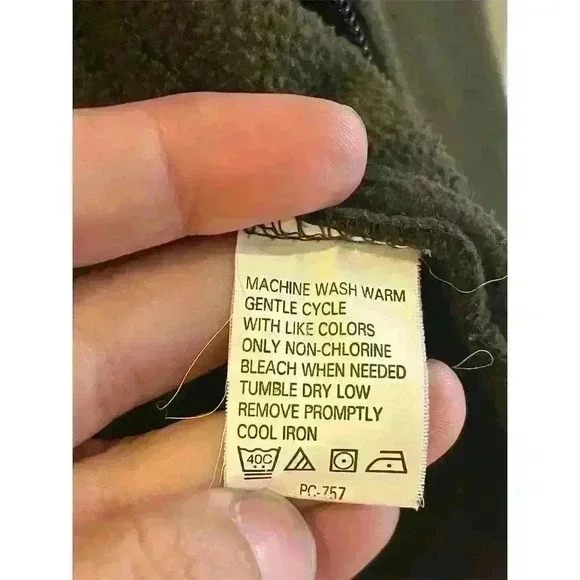 MACHINE WASH WARM
GENTLE CYCLE
WITH LIKE COLORS
ONLY NON-CHLORINE
BLEACH WHEN NEEDED
TUMBLE DRY LOW
REMOVE PROMPTLY
COOL IRON
40C
PC-757